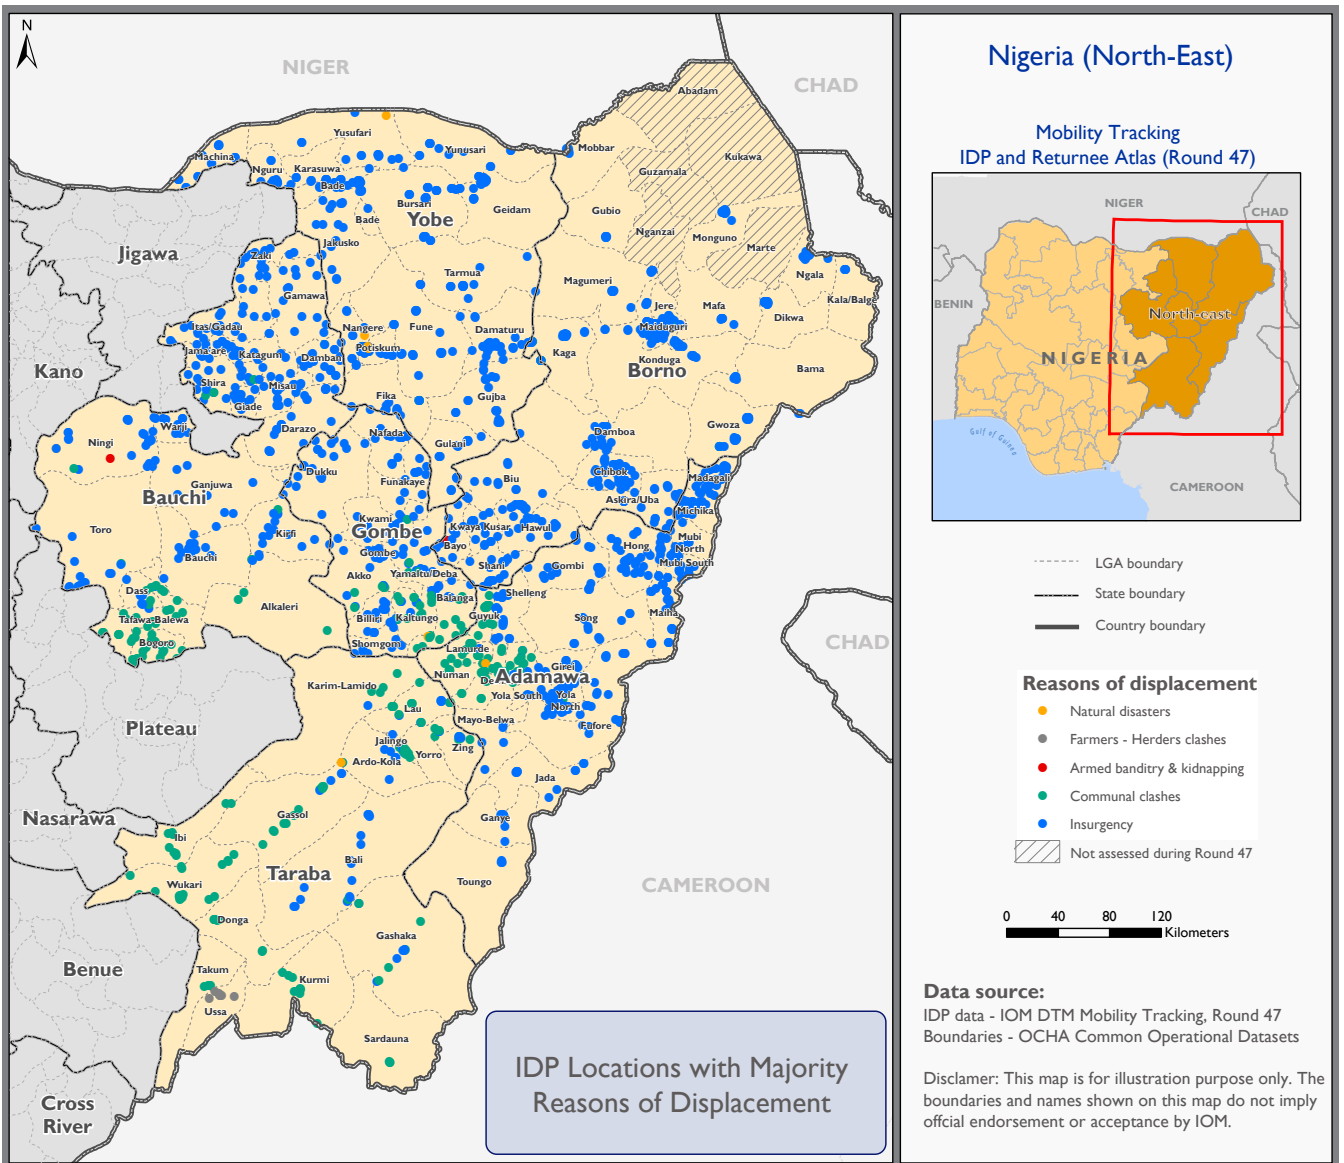 N
NIGER
CHAD
Abadam
Yusufari
Mobbar
Yunusari
Kukawa
Machina
Nguru
Karasuwa
Guzamala
Bade
Bursari
Yobe
Geidam
Gubio
Bade
Nganzai
Monguno
Marte
Jigawa
Jakusko
Zaki
Tarmua
Magumeri
Ngala
Gamawa
Kala/Balge
Jere
Mafa
Dikwa
Itas/Gadau
Nangere
Fune
Damaturu
Maiduguri
Jama'are
Katagum
Damban
Potiskum
Kaga
Konduga
Kano
Borno
Bama
Shira
Misau
Giade
Fika
Gujba
Warji
Darazo
Nafada
Damboa
Gwoza
Ningi
Gulani
Dukku
Funakaye
Biu
Chibok
Madagali
Ganjuwa
Bauchi
Askira/Uba
Michika
Toro
Kirfi
Kwami
Gombe
Kwaya Kusar
Hawul
Mubi
North
Hong
Bayo
Gombe
Bauchi
Akko
Yamaltu/Deba
Shani
Gombi
Mubi South
Dass
Alkaleri
Balanga
Shelleng
Maiha
Tafawa-Balewa
Billiri
Kaltungo
Guyuk
Song
Bogoro
Shomgom
Lamurde
Numan
Girei
Adamawa
Karim-Lamido
Yola South
Yola
North
Lau
Mayo-Belwa
Fufore
Plateau
Jalingo
Yorro
Zing
Ardo-Kola
Jada
Nasarawa
Gassol
Ganye
Ibi
Bali
Taraba
Wukari
Toungo
CAMEROON
CHAD
Donga
Gashaka
Benue
Takum
Kurmi
Ussa
Sardauna
Cross
River
IDP Locations with Majority
Reasons of Displacement
Nigeria (North-East)
Mobility Tracking
IDP and Returnee Atlas (Round 47)
NIGER
CHAD
BENIN
North-east
NIGERIA
Gulf of Guinea
CAMEROON
LGA boundary
State boundary
Country boundary
Reasons of displacement
Natural disasters
Farmers - Herders clashes
Armed banditry & kidnapping
Communal clashes
Insurgency
Not assessed during Round 47
0 40 80 120
Kilometers
Data source:
IDP data - IOM DTM Mobility Tracking, Round 47
Boundaries - OCHA Common Operational Datasets
Disclamer: This map is for illustration purpose only. The
boundaries and names shown on this map do not imply
offcial endorsement or acceptance by IOM.